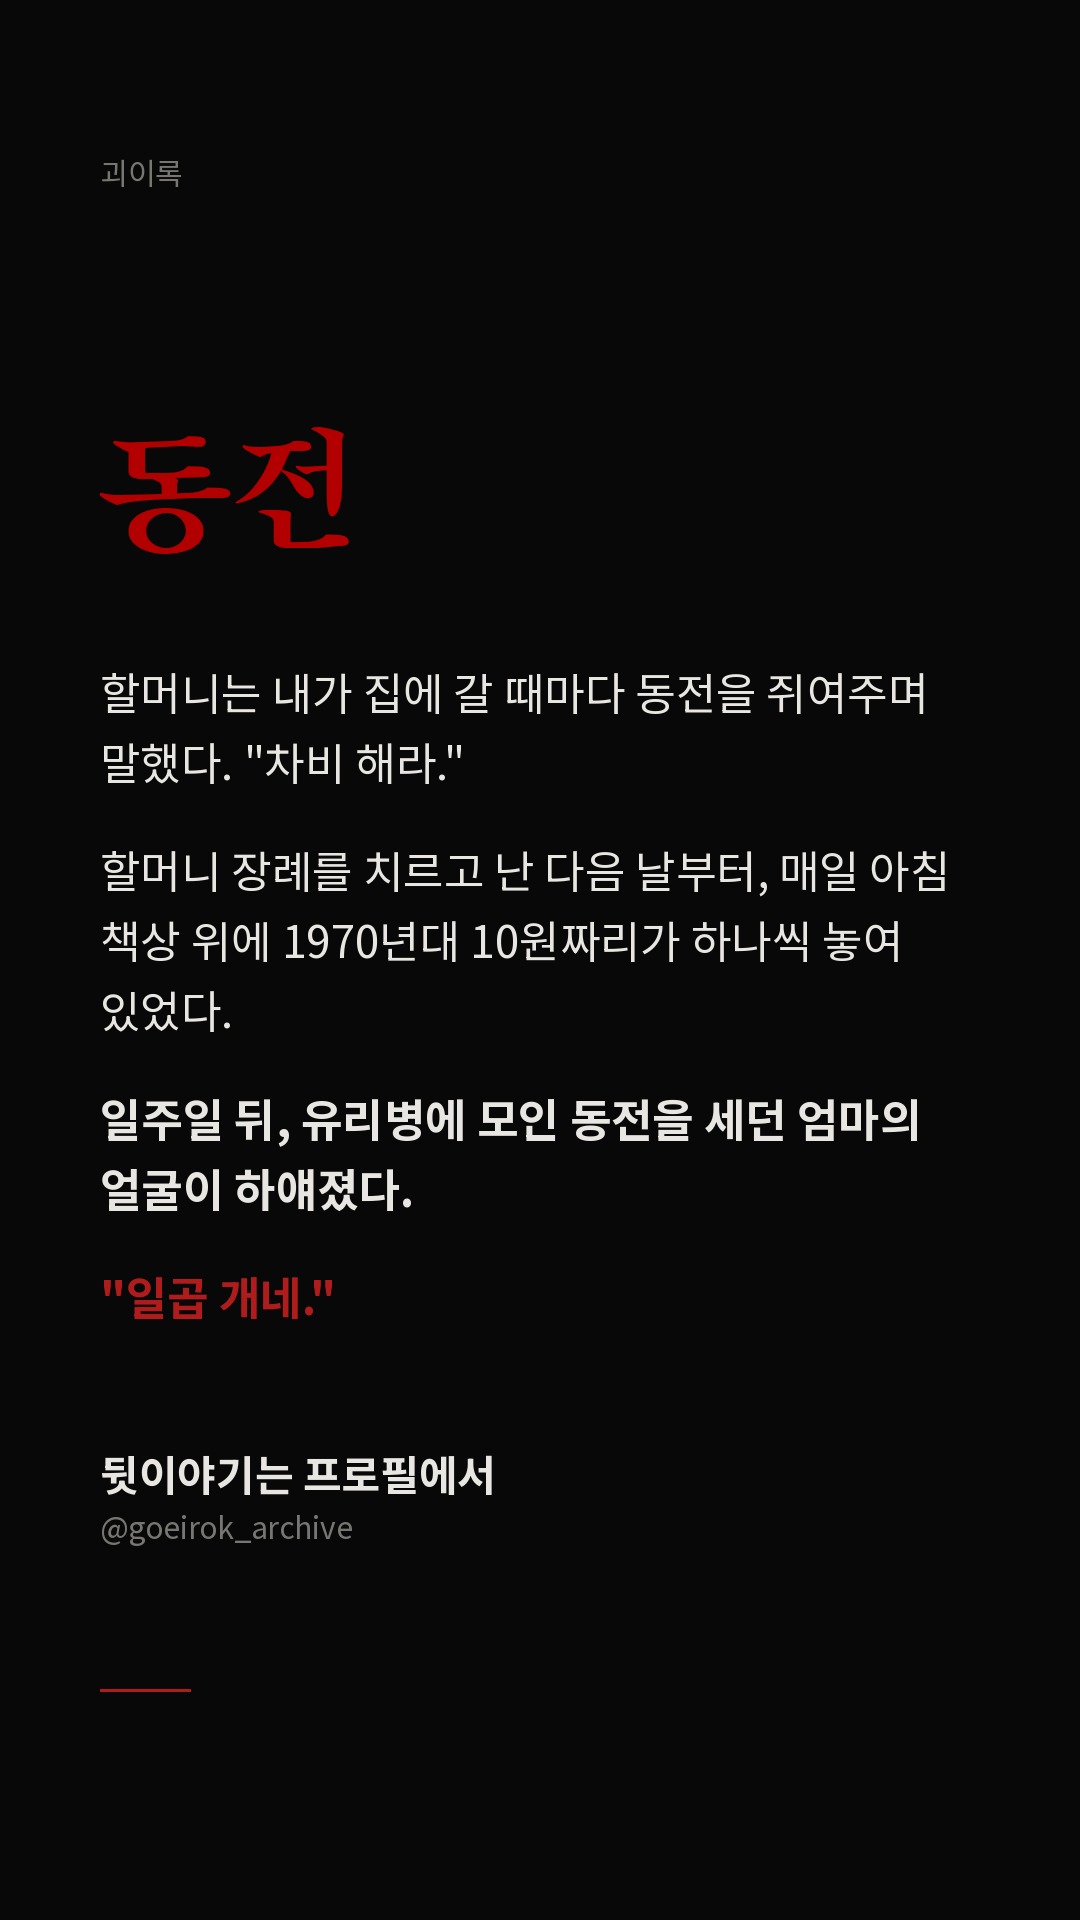 괴이록
동전
할머니는 내가 집에 갈 때마다 동전을 쥐여주며
말했다. "차비 해라."
할머니 장례를 치르고 난 다음 날부터, 매일 아침
책상 위에 1970년대 10원짜리가 하나씩 놓여
있었다.
일주일 뒤, 유리병에 모인 동전을 세던 엄마의
얼굴이 하얘졌다.
"일곱 개네."
뒷이야기는 프로필에서
@goeirok_archive